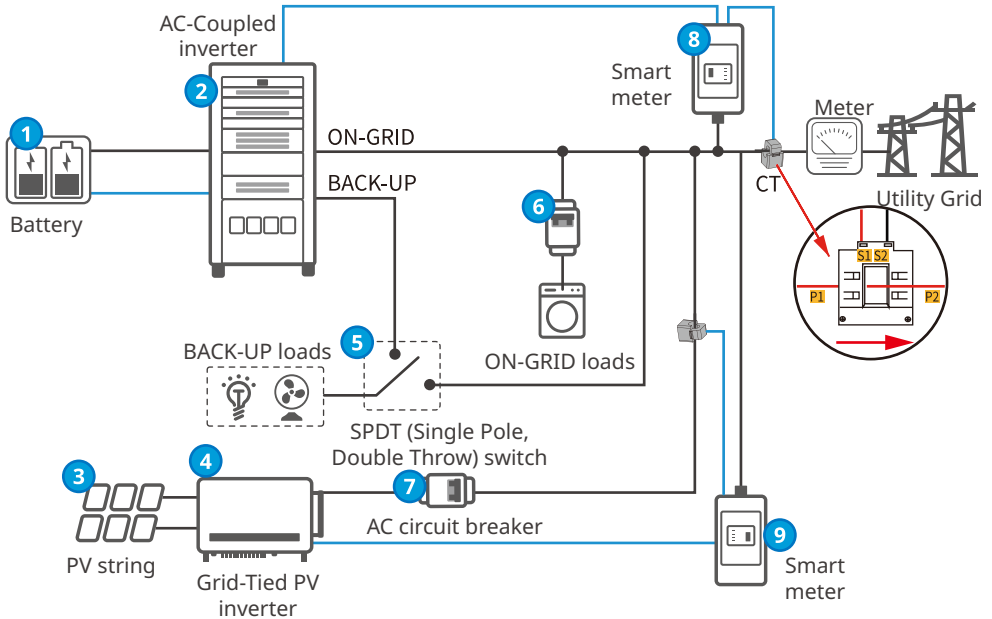 AC-Coupled
inverter
8
2
Smart
meter
Meter
1
ON-GRID
BACK-UP
CT
Utility Grid
Battery
6
S1 S2
P1
P2
5
BACK-UP loads
ON-GRID loads
SPDT (Single Pole,
Double Throw) switch
3
4
7
AC circuit breaker
9
PV string
Grid-Tied PV
inverter
Smart
meter